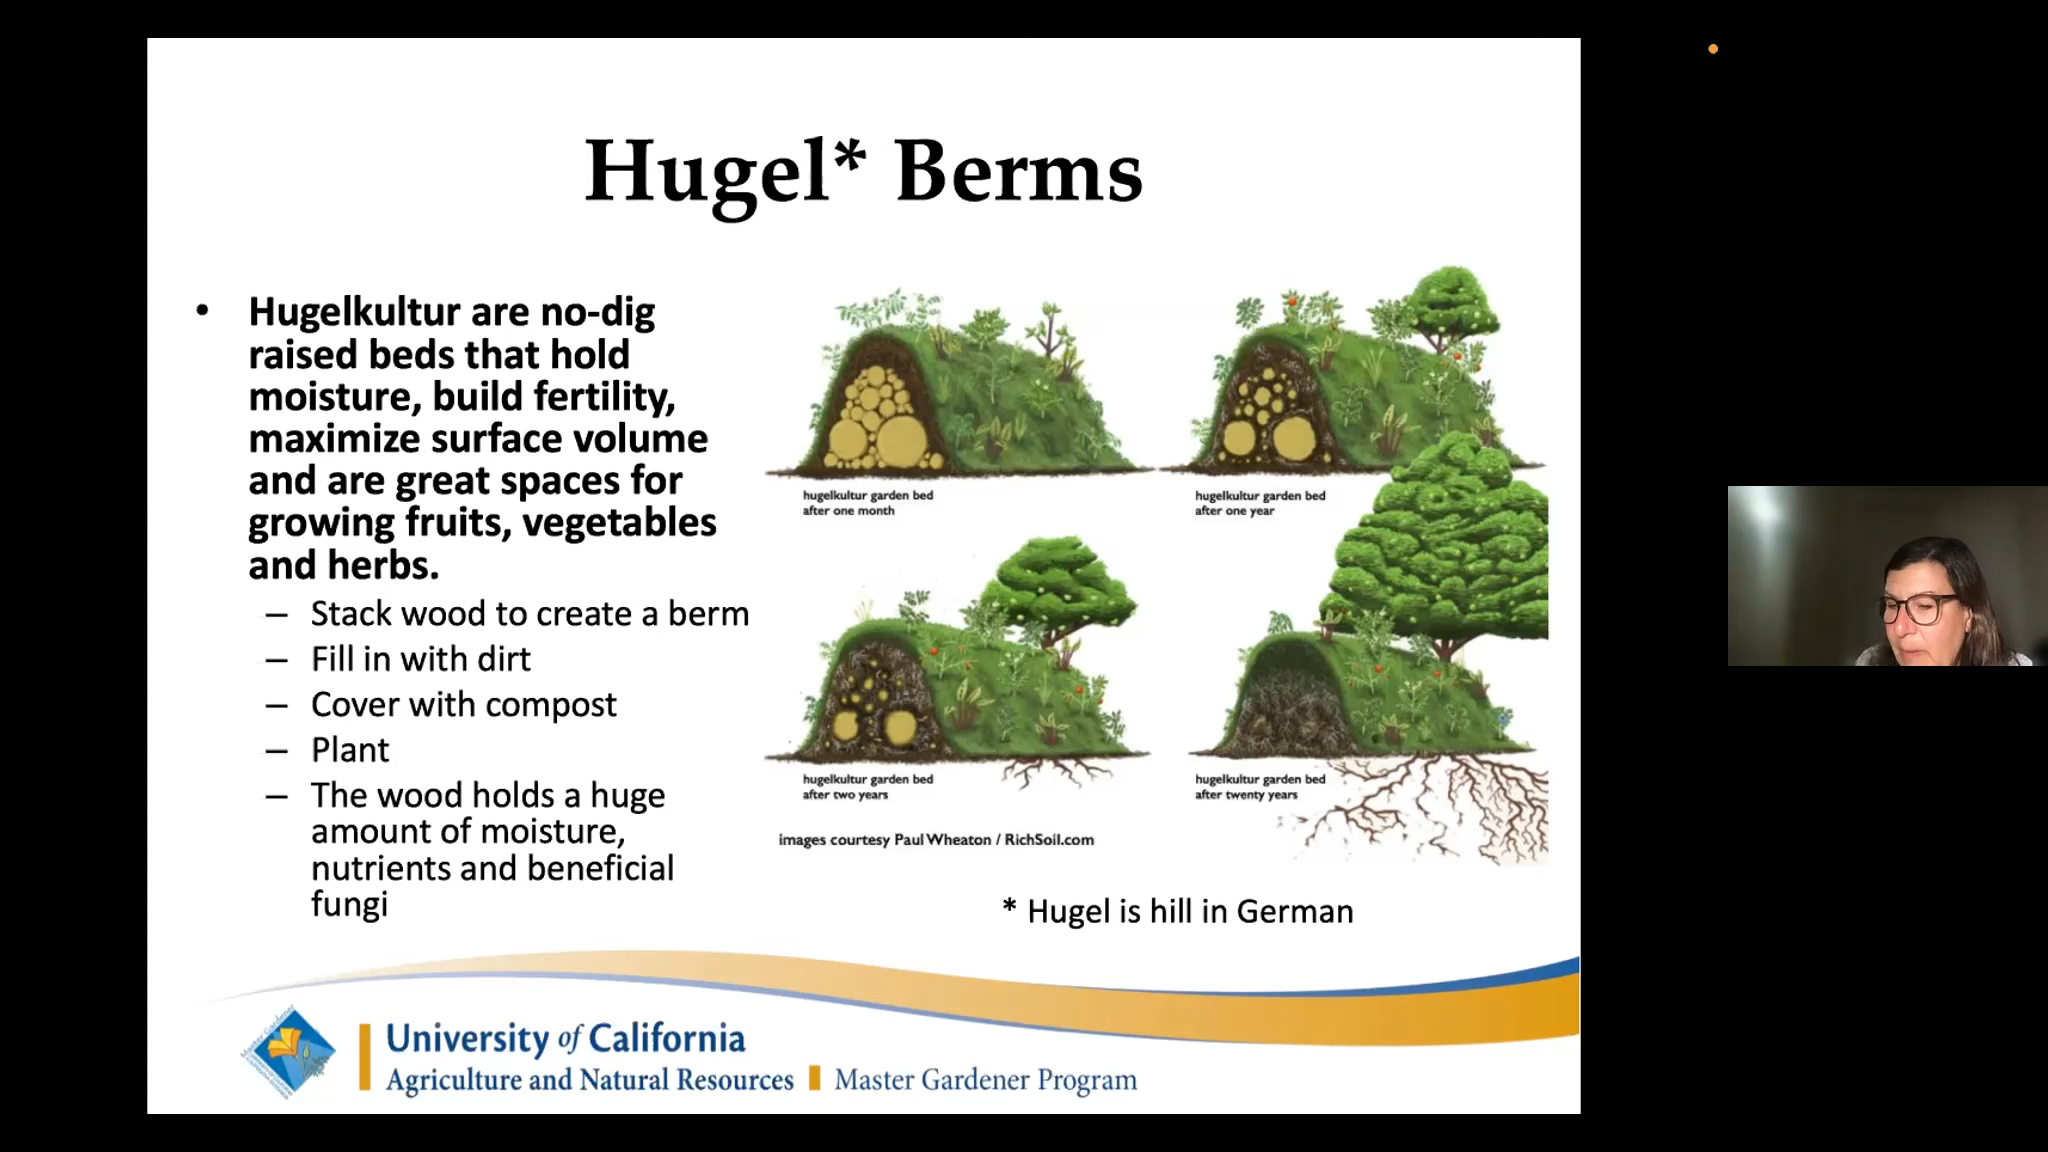 Hugel* Berms
• Hugelkultur are no-dig
raised beds that hold
moisture, build fertility,
maximize surface volume
and are great spaces for
growing fruits, vegetables
and herbs.
– Stack wood to create a berm
– Fill in with dirt
– Cover with compost
– Plant
– The wood holds a huge
amount of moisture,
nutrients and beneficial
fungi
hugelkultur garden bed
after one month
hugelkultur garden bed
after one year
hugelkultur garden bed
after two years
hugelkultur garden bed
after twenty years
images courtesy Paul Wheaton / RichSoil.com
* Hugel is hill in German
Master Gardener
University of California
Agriculture and Natural Resources
Master Gardener Program